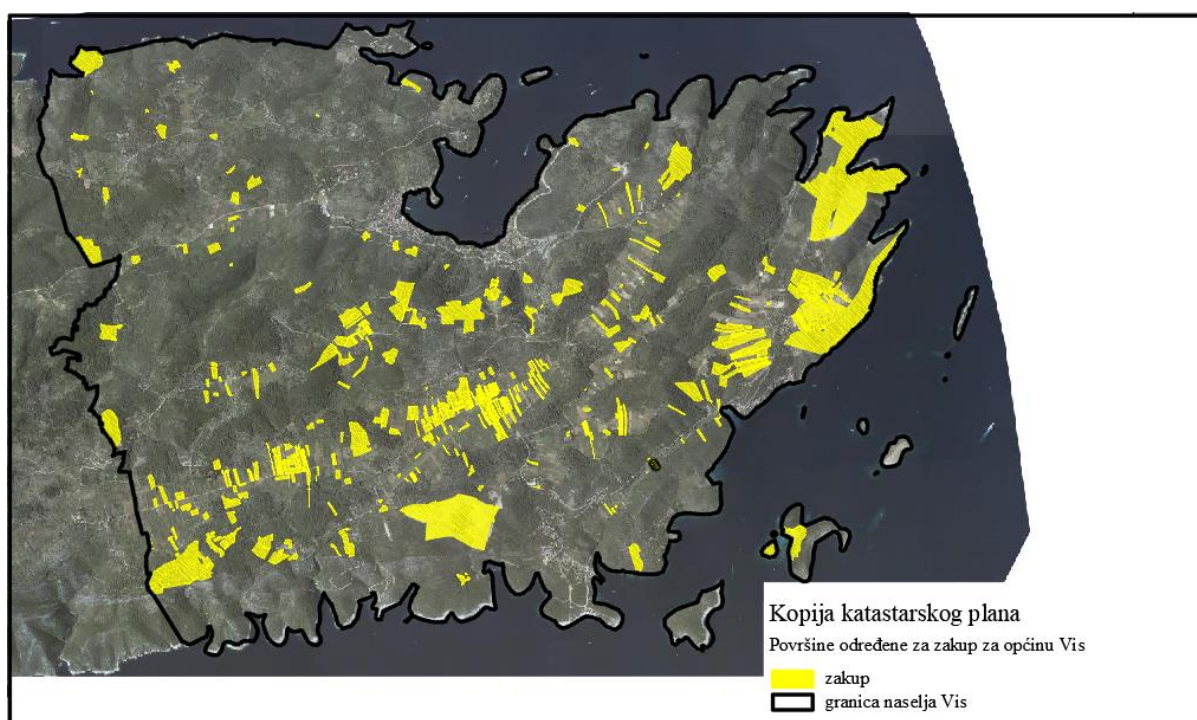 Kopija katastarskog plana
Površine određene za zakup za općinu Vis
zakup
granica naselja Vis